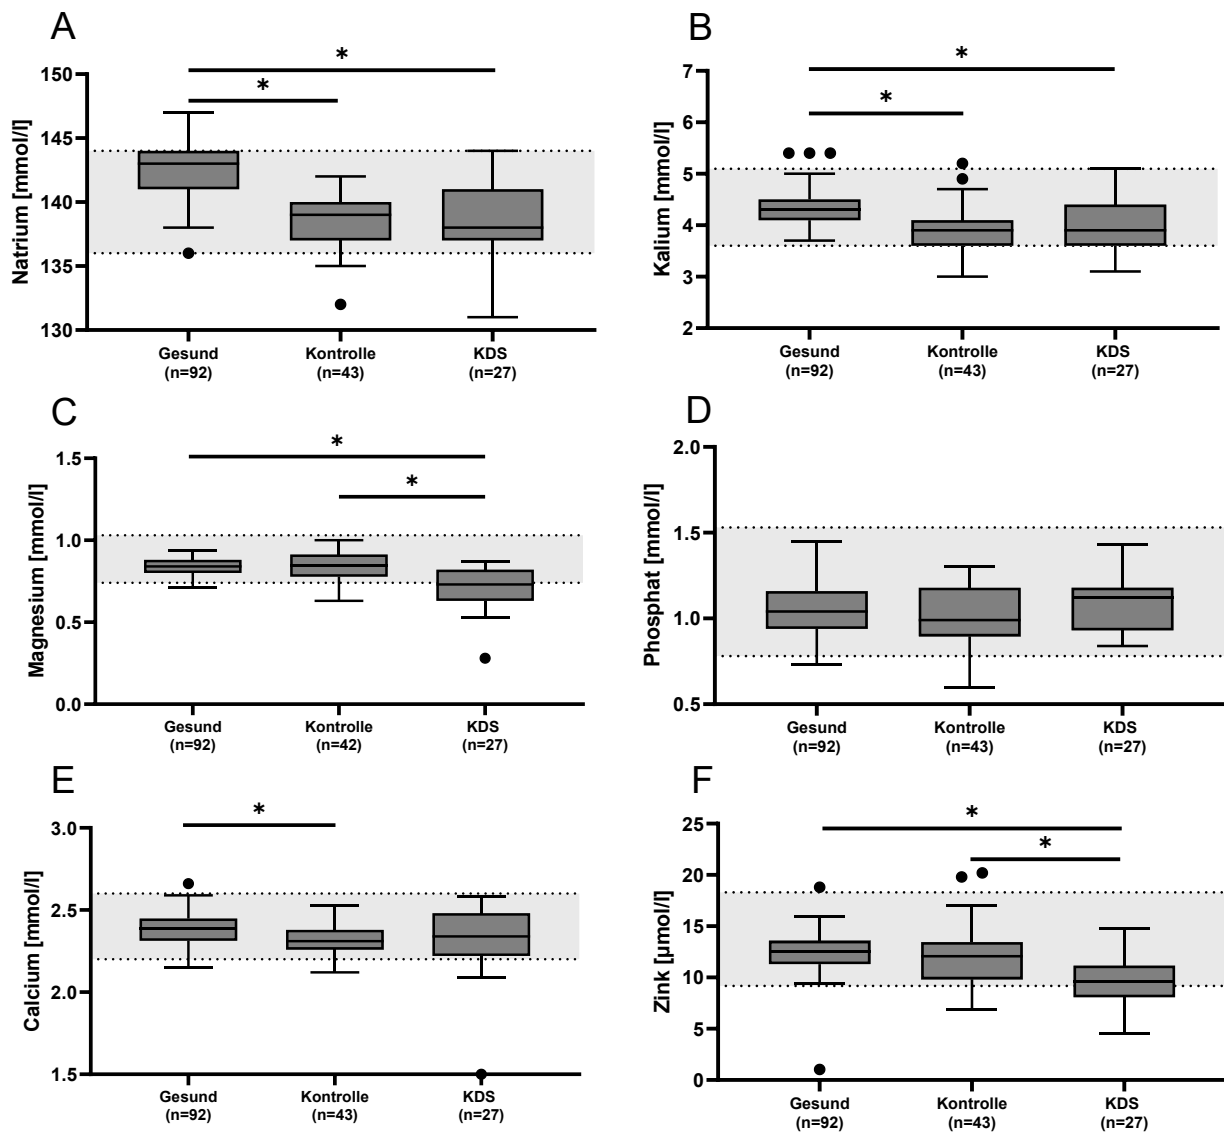 A
Natrium [mmol/l]
150
145
140
135
130
*
*
Gesund
(n=92)
Kontrolle
(n=43)
KDS
(n=27)
B
Kalium [mmol/l]
7
6
5
4
3
2
*
*
Gesund
(n=92)
Kontrolle
(n=43)
KDS
(n=27)
C
Magnesium [mmol/l]
1.5
1.0
0.5
0.0
*
*
Gesund
(n=92)
Kontrolle
(n=42)
KDS
(n=27)
D
Phosphat [mmol/l]
2.0
1.5
1.0
0.5
Gesund
(n=92)
Kontrolle
(n=43)
KDS
(n=27)
E
Calcium [mmol/l]
3.0
2.5
2.0
1.5
*
Gesund
(n=92)
Kontrolle
(n=43)
KDS
(n=27)
F
Zink [µmol/l]
25
20
15
10
5
0
*
*
Gesund
(n=92)
Kontrolle
(n=43)
KDS
(n=27)